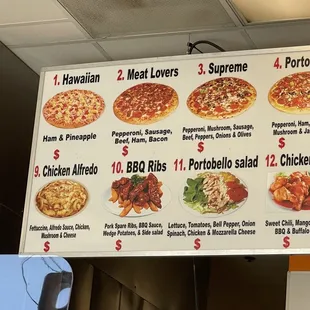 1. Hawaiian
Ham & Pineapple
$
2. Meat Lovers
Pepperoni, Sausage,
Beef, Ham, Bacon
$
3. Supreme
Pepperoni, Mushroom, Sausage
Beef, Peppers, Onions & Olives
$
4. Porto
Pepperoni, Ham,
Mushroom & Ja
$
9.
Chicken Alfredo
Fettuccine, Alfredo Sauce, Chicken,
Mushroom & Cheese
$
10. BBQ Ribs
Pork Spare Ribs, BBQ Sauce,
Wedge Potatoes, & Side salad
$
11. Portobello salad
Lettuce, Tomatoes, Bell Pepper, Onion
Spinach, Chicken & Mozzarella Cheese
$
12. Chicken
Sweet Chili, Mango
BBQ & Buffalo
$